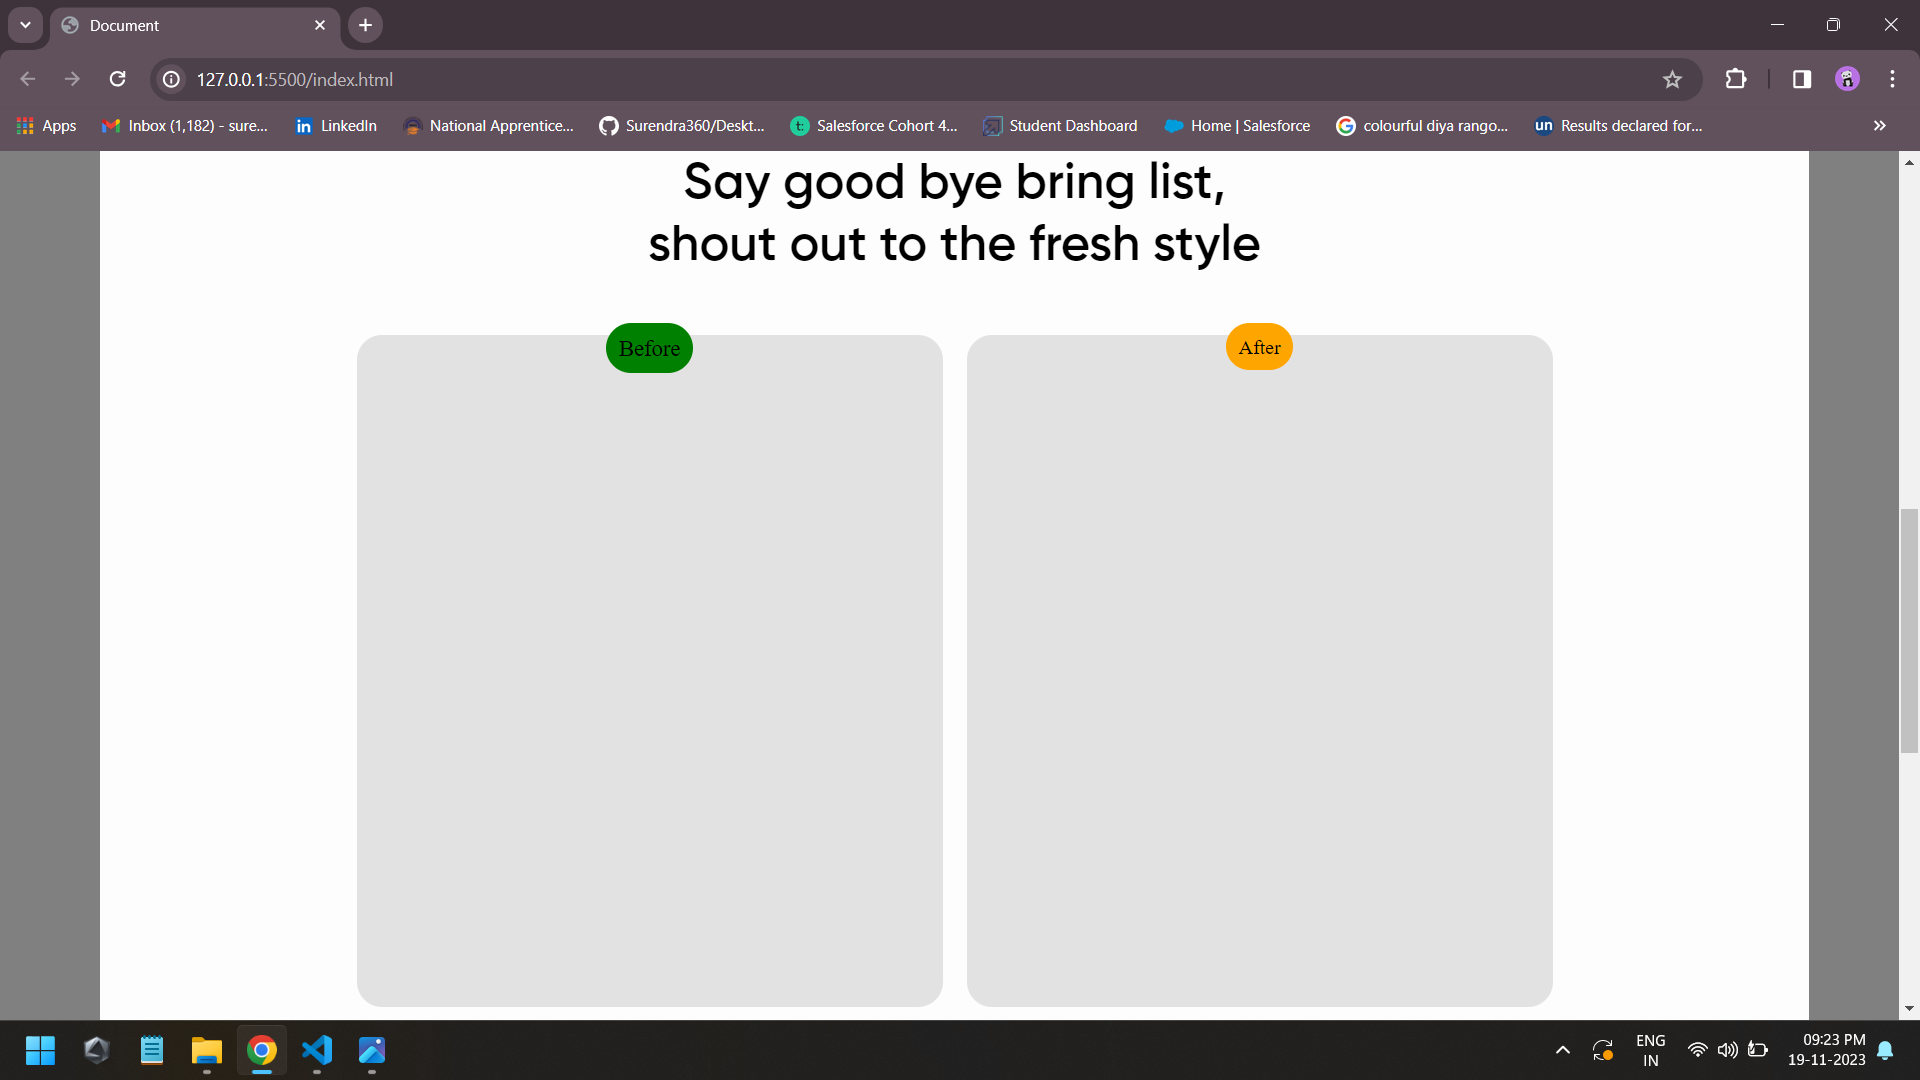 Document
127.0.0.1:5500/index.html
Apps
Inbox (1,182) - sure...
LinkedIn
National Apprentice...
Surendra360/Deskt...
Salesforce Cohort 4...
Student Dashboard
Home | Salesforce
colourful diya rango...
un
Results declared for...
Say good bye bring list,
shout out to the fresh style
Before
After
ENG
IN
09:23 PM
19-11-2023